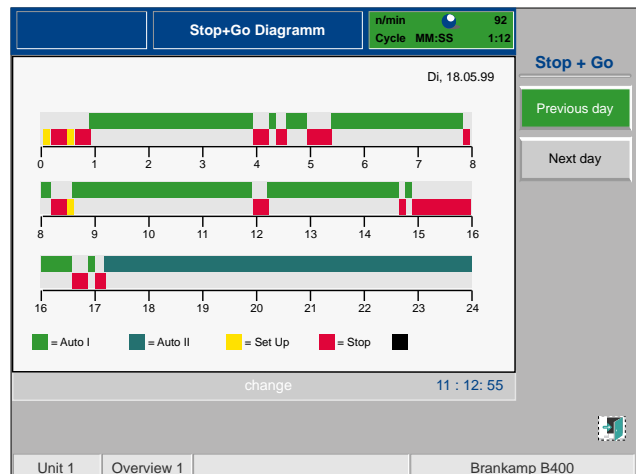 Stop+Go Diagramm
n/min 92
Cycle MM:SS 1:12
Stop + Go
Di, 18.05.99
Previous day
Next day
0 1 2 3 4 5 6 7 8
8 9 10 11 12 13 14 15 16
16 17 18 19 20 21 22 23 24
= Auto I = Auto II = Set Up = Stop
change 11 : 12: 55
Unit 1 Overview 1 Brankamp B400